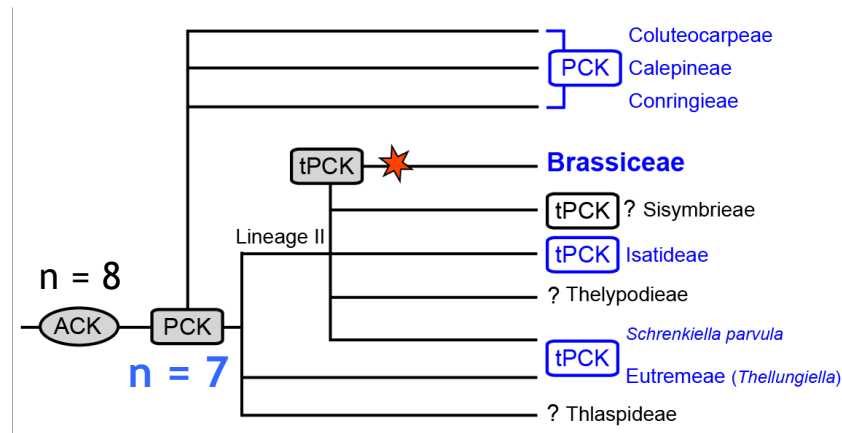 Coluteocarpeae
PCK Calepineae
Conringieae
tPCK Brassiceae
tPCK ? Sisymbrieae
Lineage II
tPCK Isatideae
n = 8
? Thelypodieae
ACK PCK
Schrenkiella parvula
tPCK
n = 7
Eutremeae (Thellungiella)
? Thlaspideae